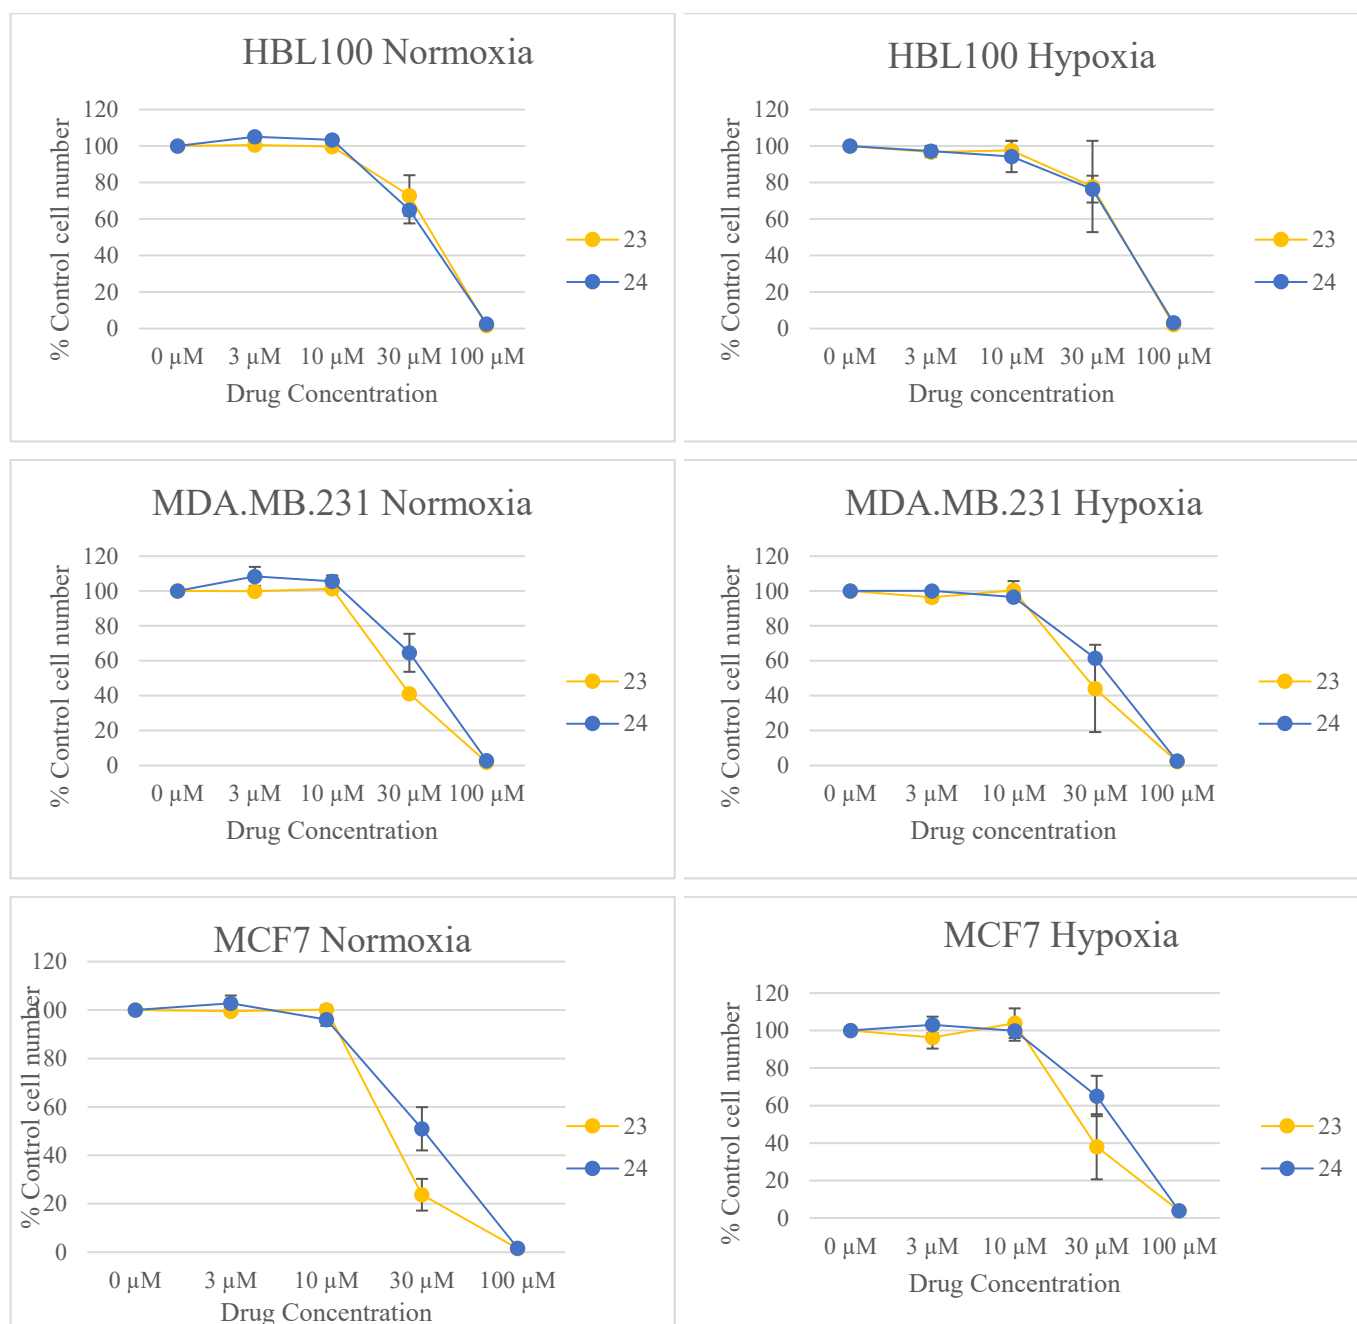 HBL100 Normoxia
% Control cell number
120
100
80
60
40
20
0
0 µM 3 µM 10 µM 30 µM 100 µM
Drug Concentration
23
24
HBL100 Hypoxia
% Control cell number
120
100
80
60
40
20
0
0 µM 3 µM 10 µM 30 µM 100 µM
Drug concentration
23
24
MDA.MB.231 Normoxia
% Control cell number
120
100
80
60
40
20
0
0 µM 3 µM 10 µM 30 µM 100 µM
Drug Concentration
23
24
MDA.MB.231 Hypoxia
% Control cell number
120
100
80
60
40
20
0
0 µM 3 µM 10 µM 30 µM 100 µM
Drug concentration
23
24
MCF7 Normoxia
% Control cell number
120
100
80
60
40
20
0
0 µM 3 µM 10 µM 30 µM 100 µM
Drug Concentration
23
24
MCF7 Hypoxia
% Control cell number
120
100
80
60
40
20
0
0 µM 3 µM 10 µM 30 µM 100 µM
Drug Concentration
23
24